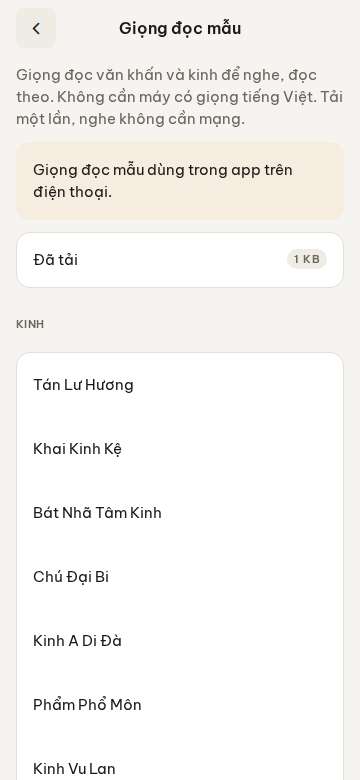 Giọng đọc mẫu
Giọng đọc văn khấn và kinh để nghe, đọc
theo. Không cần máy có giọng tiếng Việt. Tải
một lần, nghe không cần mạng.
Giọng đọc mẫu dùng trong app trên
điện thoại.
Đã tải
1 KB
KINH
Tán Lư Hương
Khai Kinh Kệ
Bát Nhã Tâm Kinh
Chú Đại Bi
Kinh A Di Đà
Phẩm Phổ Môn
Kinh Vu Lan